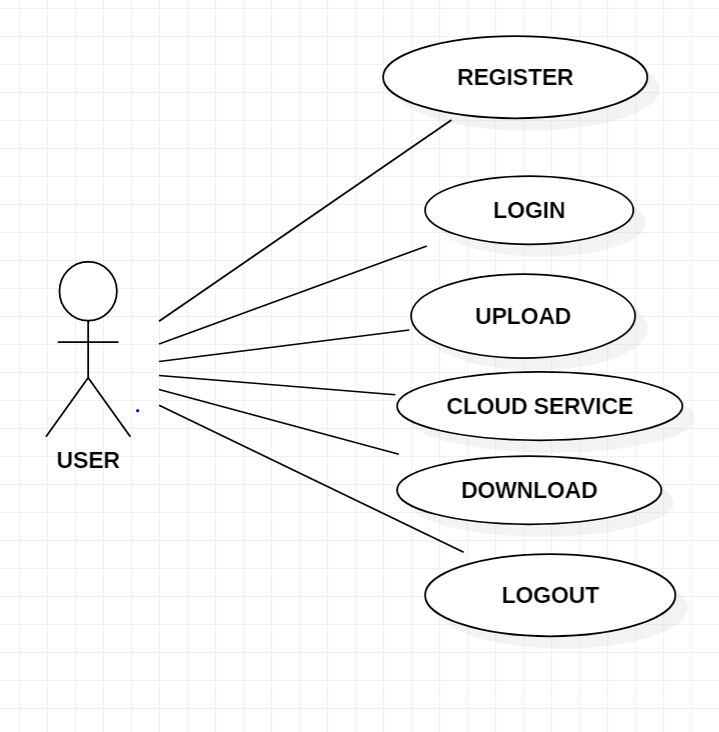 REGISTER
LOGIN
UPLOAD
CLOUD SERVICE
DOWNLOAD
LOGOUT
USER